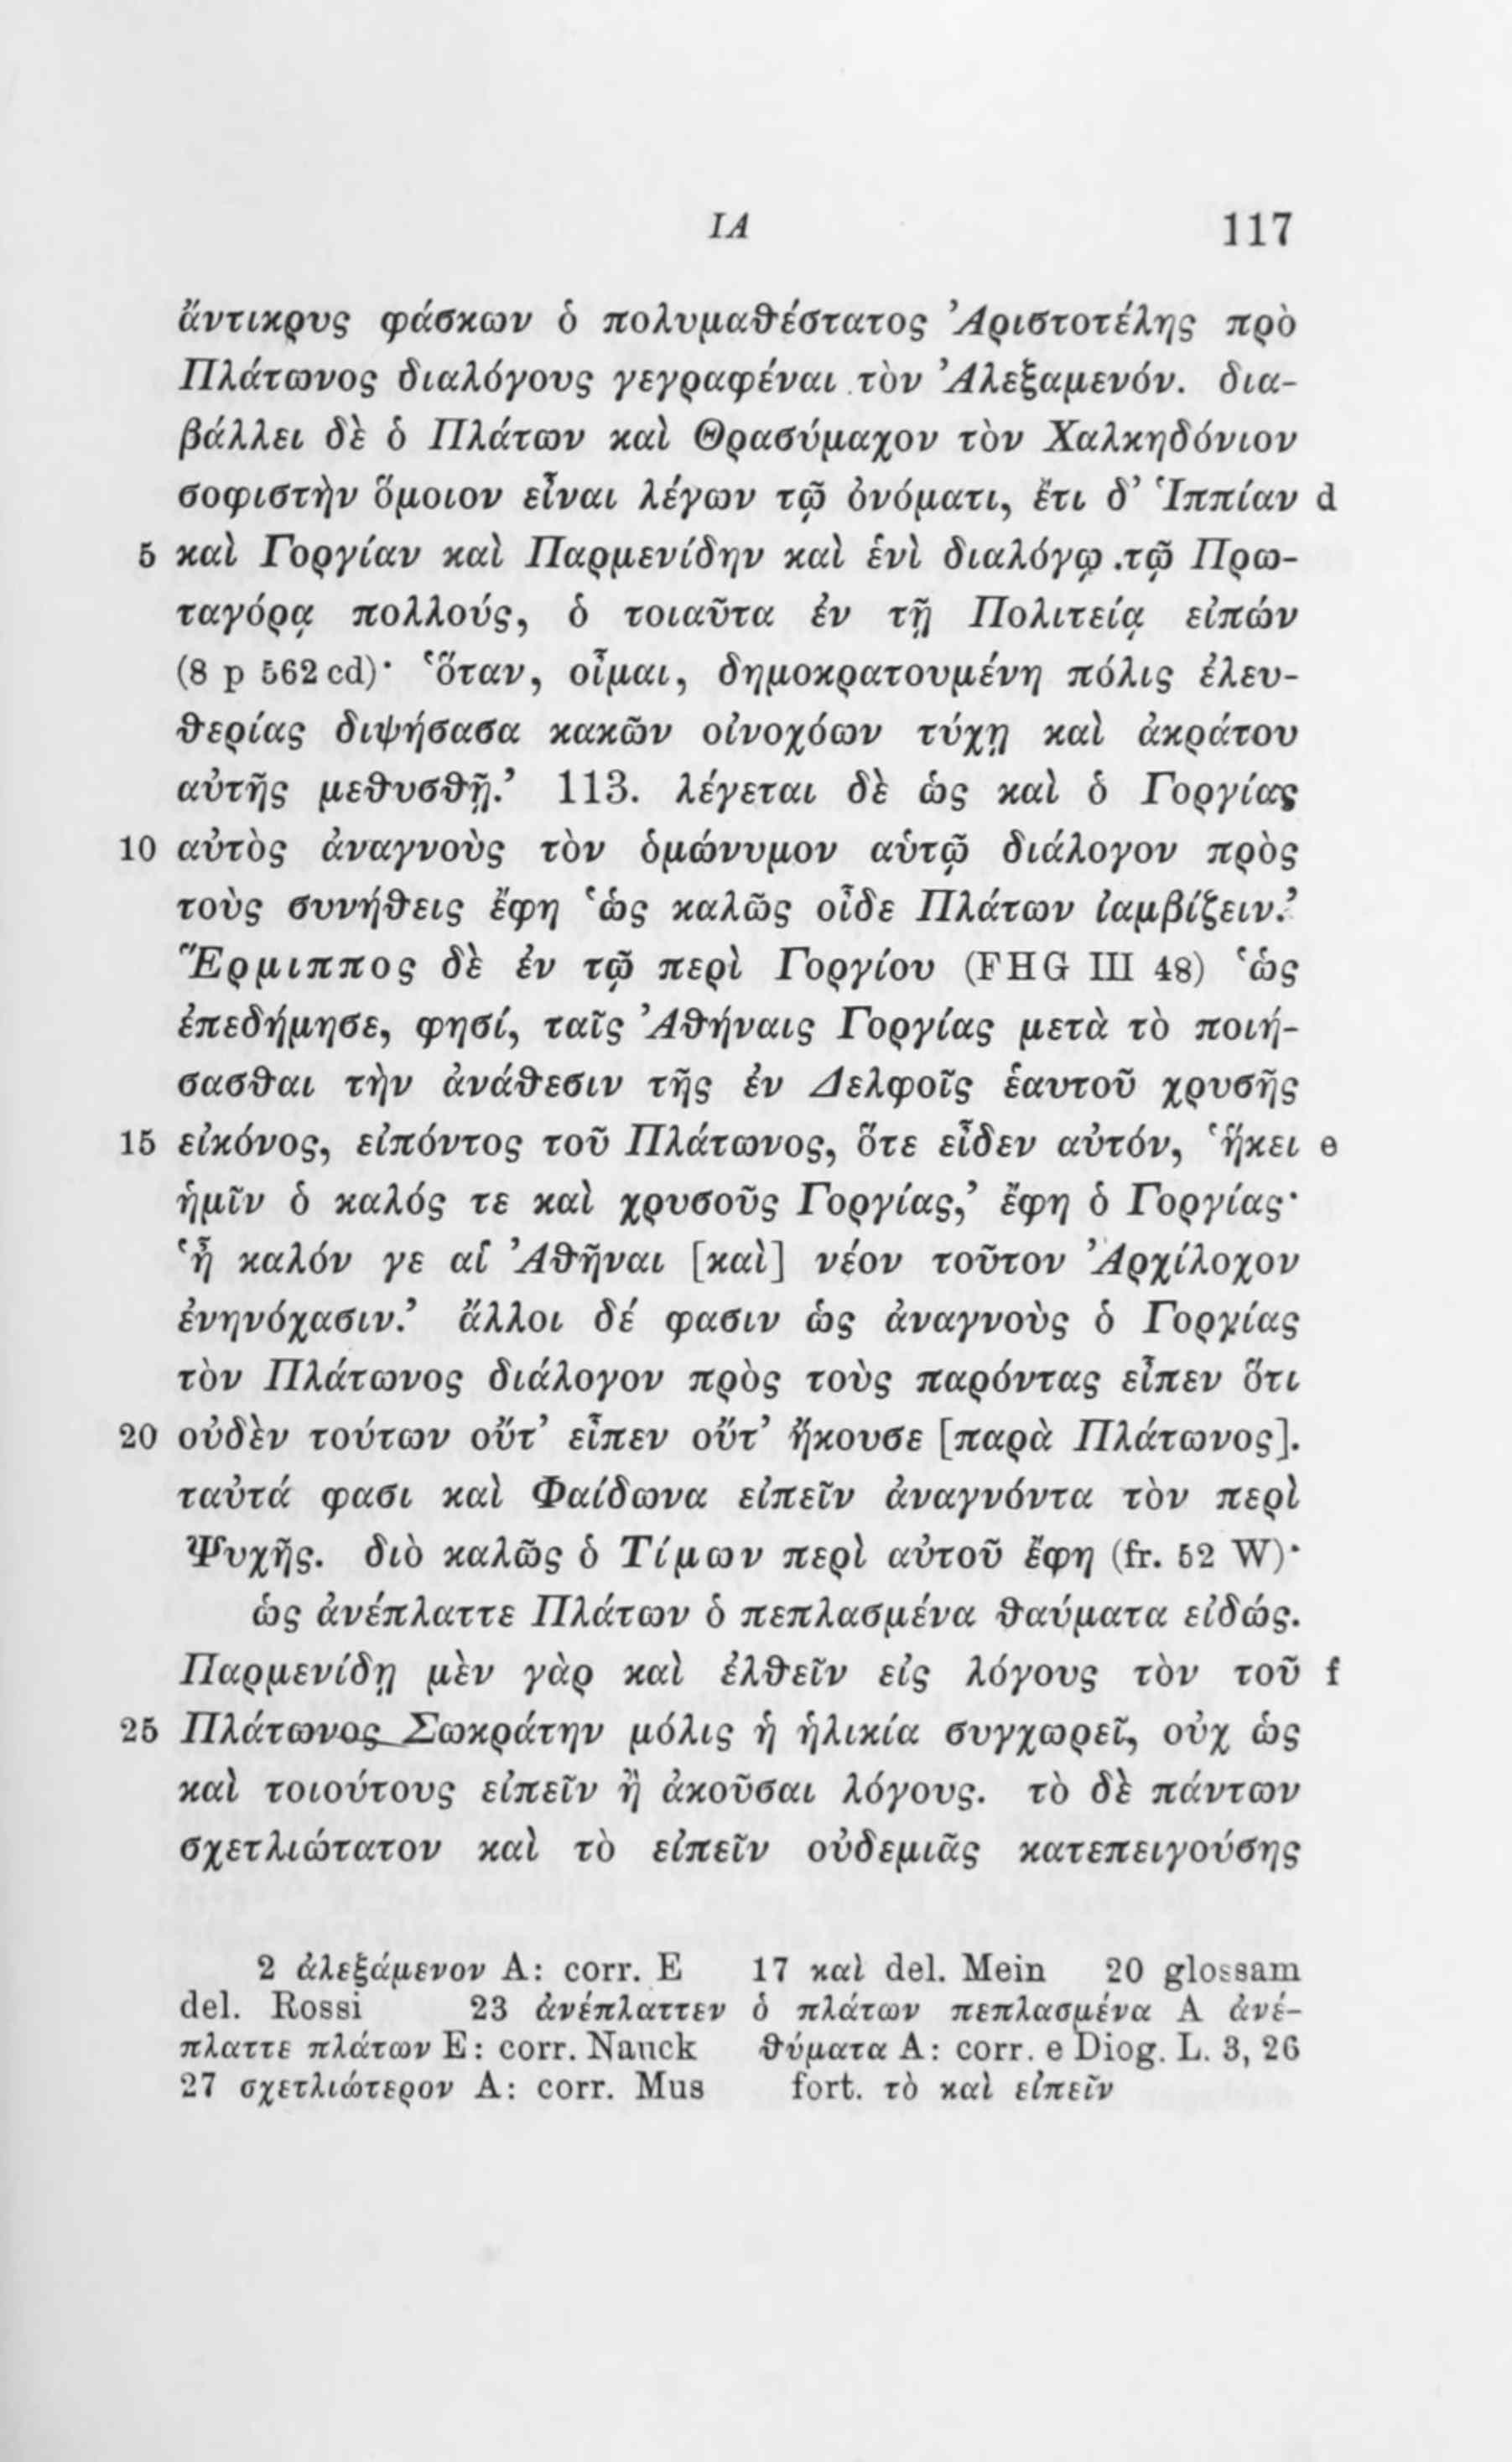 ΙΑ 117
ἄντικρυς φάσκων ὁ πολυμαθέστατος Ἀριστοτέλης πρὸ
Πλάτωνος διαλόγους γεγραφέναι τὸν Ἀλεξαμενόν. δια-
βάλλει δὲ ὁ Πλάτων καὶ Θρασύμαχον τὸν Χαλκηδόνιον
σοφιστὴν ὅμοιον εἶναι λέγων τῷ ὀνόματι, ἔτι δ’ Ἱππίαν d
5 καὶ Γοργίαν καὶ Παρμενίδην καὶ ἑνὶ διαλόγῳ τῷ Πρω-
ταγόρᾳ πολλούς, ὁ τοιαῦτα ἐν τῇ Πολιτείᾳ εἰπών
(8 p 562 cd)· ‘ὅταν, οἶμαι, δημοκρατουμένη πόλις ἐλευ-
θερίας διψήσασα κακῶν οἰνοχόων τύχῃ καὶ ἀκράτου
αὐτῆς μεθυσθῇ.’ 113. λέγεται δὲ ὡς καὶ ὁ Γοργίας
10 αὐτὸς ἀναγνοὺς τὸν ὁμώνυμον αὑτῷ διάλογον πρὸς
τοὺς συνήθεις ἔφη ‘ὡς καλῶς οἶδε Πλάτων ἰαμβίζειν.’
Ἕρμιππος δὲ ἐν τῷ περὶ Γοργίου (FHG III 48) ‘ὡς
ἐπεδήμησε, φησί, ταῖς Ἀθήναις Γοργίας μετὰ τὸ ποιή-
σασθαι τὴν ἀνάθεσιν τῆς ἐν Δελφοῖς ἑαυτοῦ χρυσῆς
15 εἰκόνος, εἰπόντος τοῦ Πλάτωνος, ὅτε εἶδεν αὐτόν, ‘ἥκει e
ἡμῖν ὁ καλός τε καὶ χρυσοῦς Γοργίας,’ ἔφη ὁ Γοργίας·
‘ἦ καλόν γε αἱ Ἀθῆναι [καὶ] νέον τοῦτον Ἀρχίλοχον
ἐνηνόχασιν.’ ἄλλοι δέ φασιν ὡς ἀναγνοὺς ὁ Γοργίας
τὸν Πλάτωνος διάλογον πρὸς τοὺς παρόντας εἶπεν ὅτι
20 οὐδὲν τούτων οὔτ’ εἶπεν οὔτ’ ἤκουσε [παρὰ Πλάτωνος].
ταὐτά φασι καὶ Φαίδωνα εἰπεῖν ἀναγνόντα τὸν περὶ
Ψυχῆς. διὸ καλῶς ὁ Τίμων περὶ αὐτοῦ ἔφη (fr. 52 W)·
ὡς ἀνέπλαττε Πλάτων ὁ πεπλασμένα θαύματα εἰδώς.
Παρμενίδῃ μὲν γὰρ καὶ ἐλθεῖν εἰς λόγους τὸν τοῦ f
25 Πλάτωνος Σωκράτην μόλις ἡ ἡλικία συγχωρεῖ, οὐχ ὡς
καὶ τοιούτους εἰπεῖν ἢ ἀκοῦσαι λόγους. τὸ δὲ πάντων
σχετλιώτατον καὶ τὸ εἰπεῖν οὐδεμιᾶς κατεπειγούσης
2 ἀλεξάμενον A: corr. E 17 καὶ del. Mein 20 glossam
del. Rossi 23 ἀνέπλαττεν ὁ πλάτων πεπλασμένα A ἀνέ-
πλαττε πλάτων E: corr. Nauck θύματα A: corr. e Diog. L. 3, 26
27 σχετλιώτερον A: corr. Mus fort. τὸ καὶ εἰπεῖν